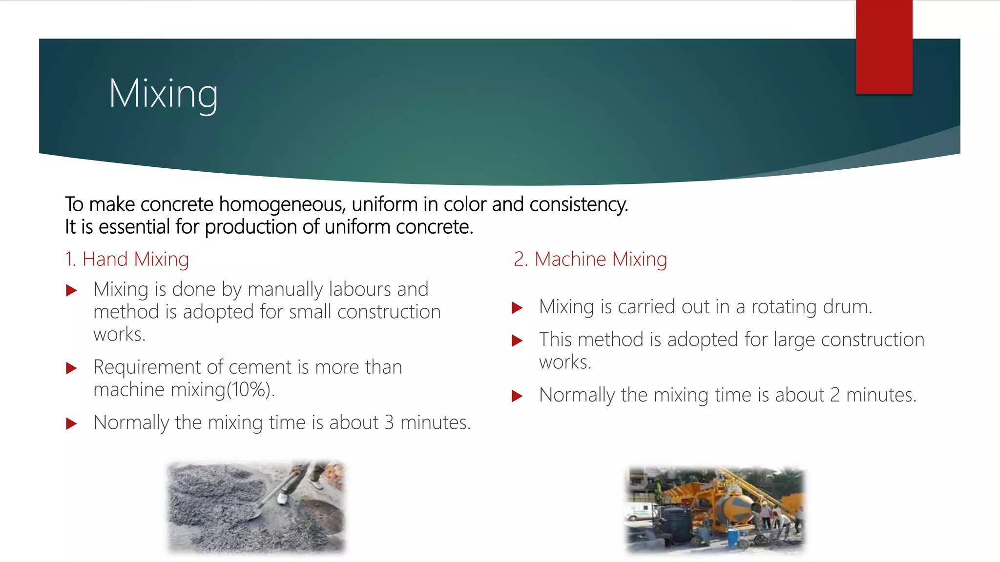 Mixing
To make concrete homogeneous, uniform in color and consistency.
It is essential for production of uniform concrete.
1. Hand Mixing
Mixing is done by manually labours and
method is adopted for small construction
works.
Requirement of cement is more than
machine mixing(10%).
Normally the mixing time is about 3 minutes.
2. Machine Mixing
Mixing is carried out in a rotating drum.
This method is adopted for large construction
works.
Normally the mixing time is about 2 minutes.